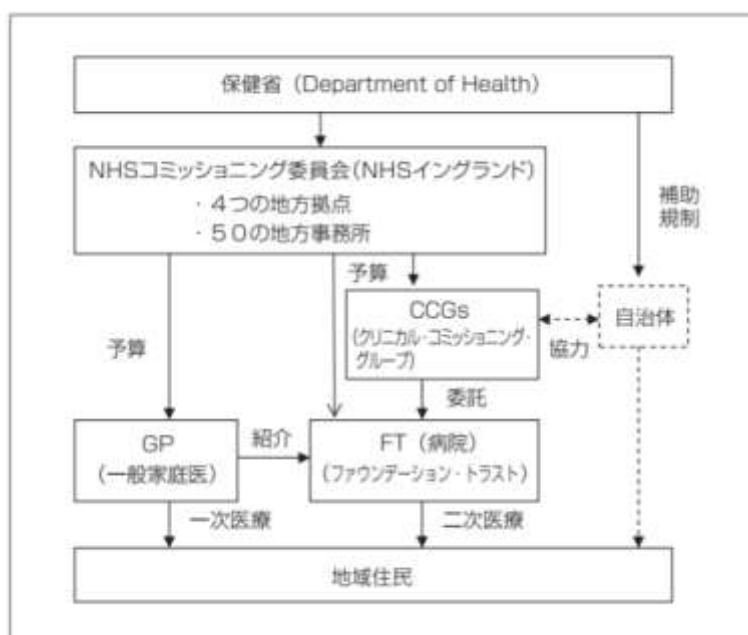 保健省（Department of Health）
NHSコミッショニング委員会（NHSイングランド）
・４つの地方拠点
・５０の地方事務所
補助
規制
予算
CCGs
（クリニカル・コミッショニング・
グループ）
自治体
協力
予算
委託
GP
（一般家庭医）
紹介
FT（病院）
（ファウンデーション・トラスト）
一次医療
二次医療
地域住民